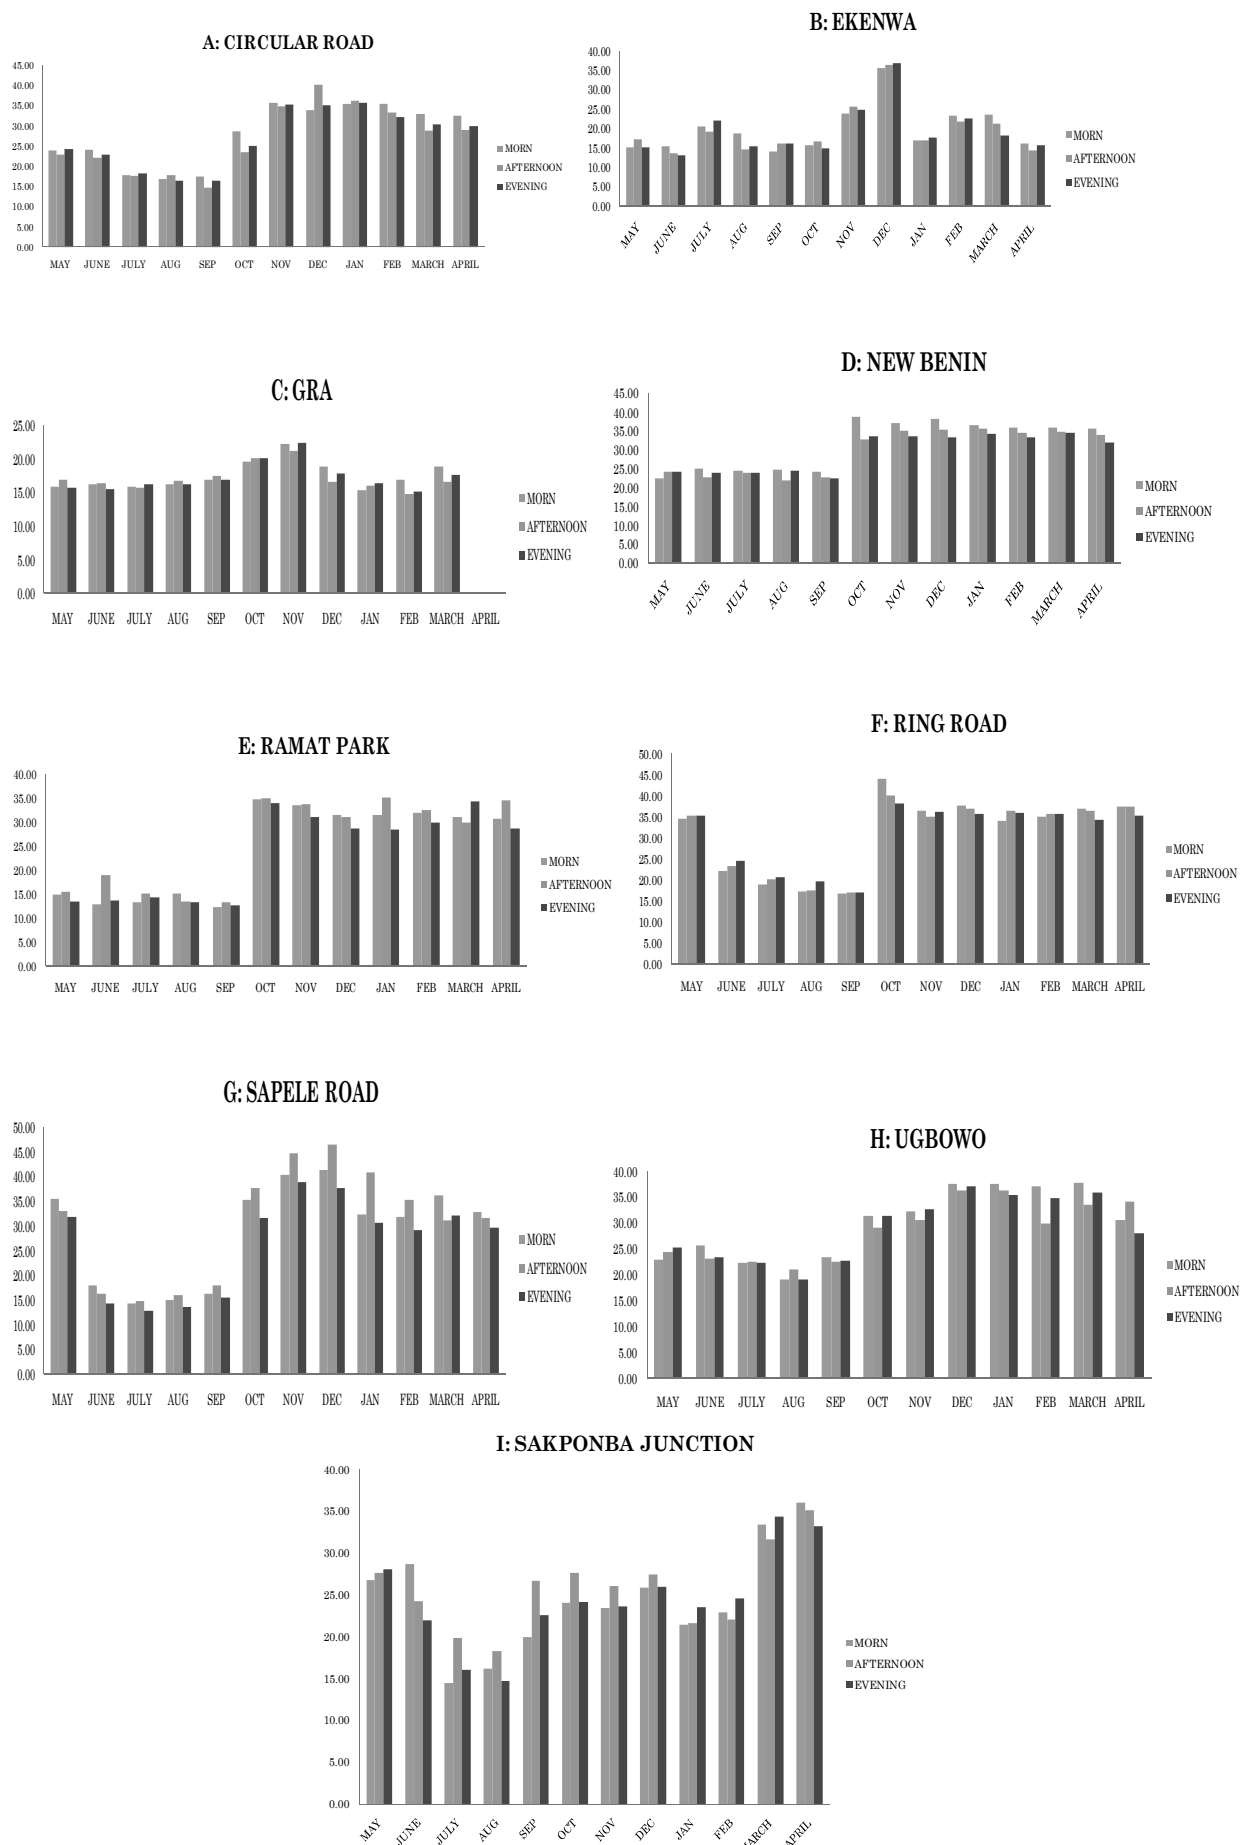 A: CIRCULAR ROAD
45.00
40.00
35.00
30.00
25.00
20.00
15.00
10.00
5.00
0.00
MAY JUNE JULY AUG SEP OCT NOV DEC JAN FEB MARCH APRIL
MORN
AFTERNOON
EVENING
B: EKENWA
40.00
35.00
30.00
25.00
20.00
15.00
10.00
5.00
0.00
MAY JUNE JULY AUG SEP OCT NOV DEC JAN FEB MARCH APRIL
MORN
AFTERNOON
EVENING
C: GRA
25.00
20.00
15.00
10.00
5.00
0.00
MAY JUNE JULY AUG SEP OCT NOV DEC JAN FEB MARCH APRIL
MORN
AFTERNOON
EVENING
D: NEW BENIN
45.00
40.00
35.00
30.00
25.00
20.00
15.00
10.00
5.00
0.00
MAY JUNE JULY AUG SEP OCT NOV DEC JAN FEB MARCH APRIL
MORN
AFTERNOON
EVENING
E: RAMAT PARK
40.00
35.00
30.00
25.00
20.00
15.00
10.00
5.00
0.00
MAY JUNE JULY AUG SEP OCT NOV DEC JAN FEB MARCH APRIL
MORN
AFTERNOON
EVENING
F: RING ROAD
50.00
45.00
40.00
35.00
30.00
25.00
20.00
15.00
10.00
5.00
0.00
MAY JUNE JULY AUG SEP OCT NOV DEC JAN FEB MARCH APRIL
MORN
AFTERNOON
EVENING
G: SAPELE ROAD
50.00
45.00
40.00
35.00
30.00
25.00
20.00
15.00
10.00
5.00
0.00
MAY JUNE JULY AUG SEP OCT NOV DEC JAN FEB MARCH APRIL
MORN
AFTERNOON
EVENING
H: UGBOWO
40.00
35.00
30.00
25.00
20.00
15.00
10.00
5.00
0.00
MAY JUNE JULY AUG SEP OCT NOV DEC JAN FEB MARCH APRIL
MORN
AFTERNOON
EVENING
I: SAKPONBA JUNCTION
40.00
35.00
30.00
25.00
20.00
15.00
10.00
5.00
0.00
MAY JUNE JULY AUG SEP OCT NOV DEC JAN FEB MARCH APRIL
MORN
AFTERNOON
EVENING